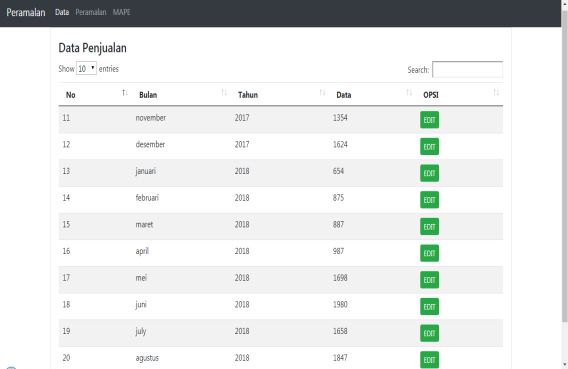 Peramalan Data Peramalan MAPE
Data Penjualan
Show 10 entries Search:
No Bulan Tahun Data OPSI
11 november 2017 1354 EDIT
12 desember 2017 1624 EDIT
13 januari 2018 654 EDIT
14 februari 2018 875 EDIT
15 maret 2018 887 EDIT
16 april 2018 987 EDIT
17 mei 2018 1698 EDIT
18 juni 2018 1980 EDIT
19 july 2018 1658 EDIT
20 agustus 2018 1847 EDIT